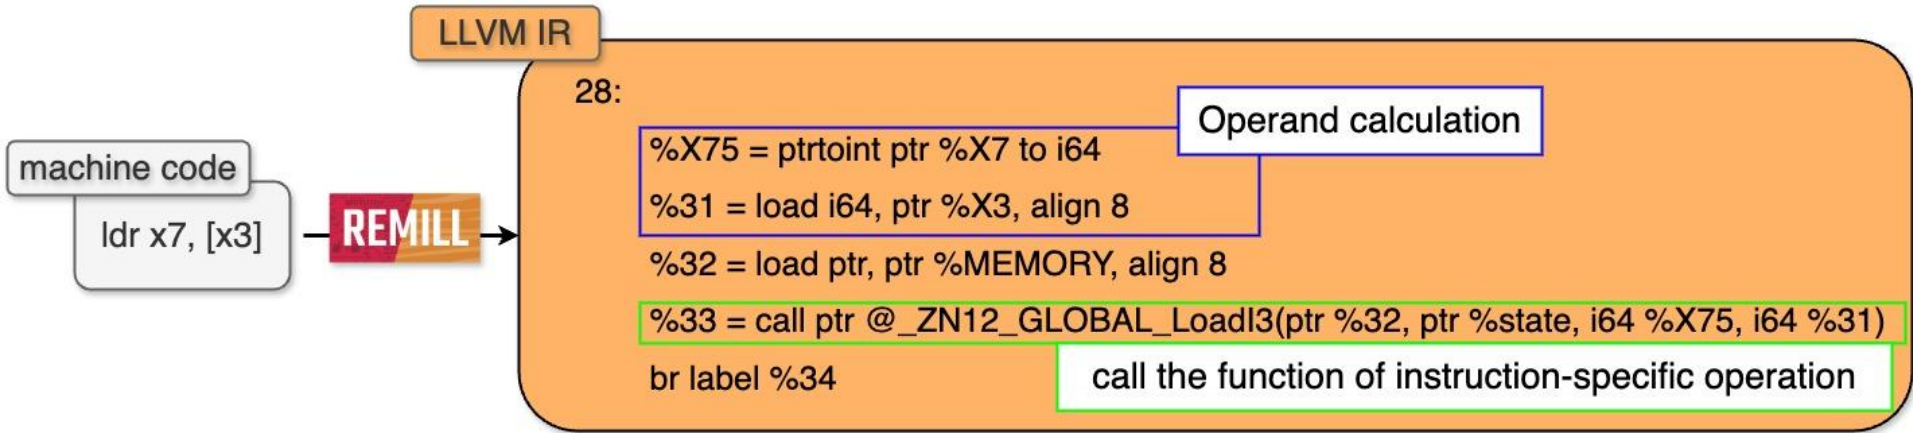 LLVM IR
28:
Operand calculation
%X75 = ptrtoint ptr %X7 to i64
machine code
%31 = load i64, ptr %X3, align 8
ldr x7, [x3]
REMILL
%32 = load ptr, ptr %MEMORY, align 8
%33 = call ptr @_ZN12_GLOBAL_LoadI3(ptr %32, ptr %state, i64 %X75, i64 %31)
br label %34
call the function of instruction-specific operation